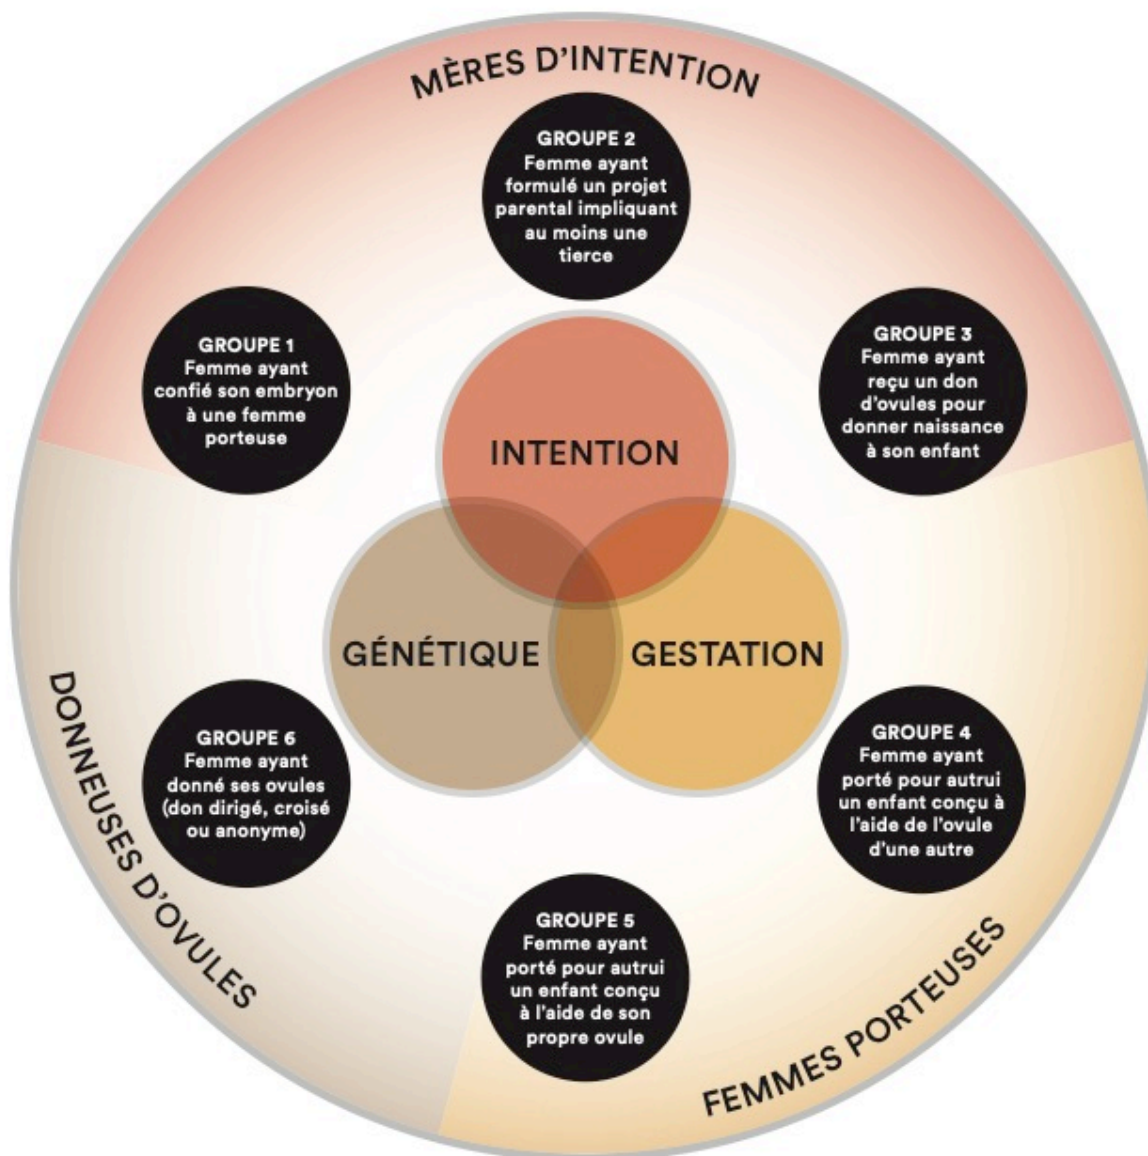 MÈRES D'INTENTION
GROUPE 2
Femme ayant
formulé un projet
parental impliquant
au moins une
tierce
GROUPE 1
Femme ayant
confié son embryon
à une femme
porteuse
GROUPE 3
Femme ayant
reçu un don
d'ovules pour
donner naissance
à son enfant
INTENTION
GÉNÉTIQUE
GESTATION
GROUPE 6
Femme ayant
donné ses ovules
(don dirigé, croisé
ou anonyme)
GROUPE 4
Femme ayant
porté pour autrui
un enfant conçu à
l'aide de l'ovule
d'une autre
GROUPE 5
Femme ayant
porté pour autrui
un enfant conçu
à l'aide de son
propre ovule
DONNEUSES D'OVULES
FEMMES PORTEUSES